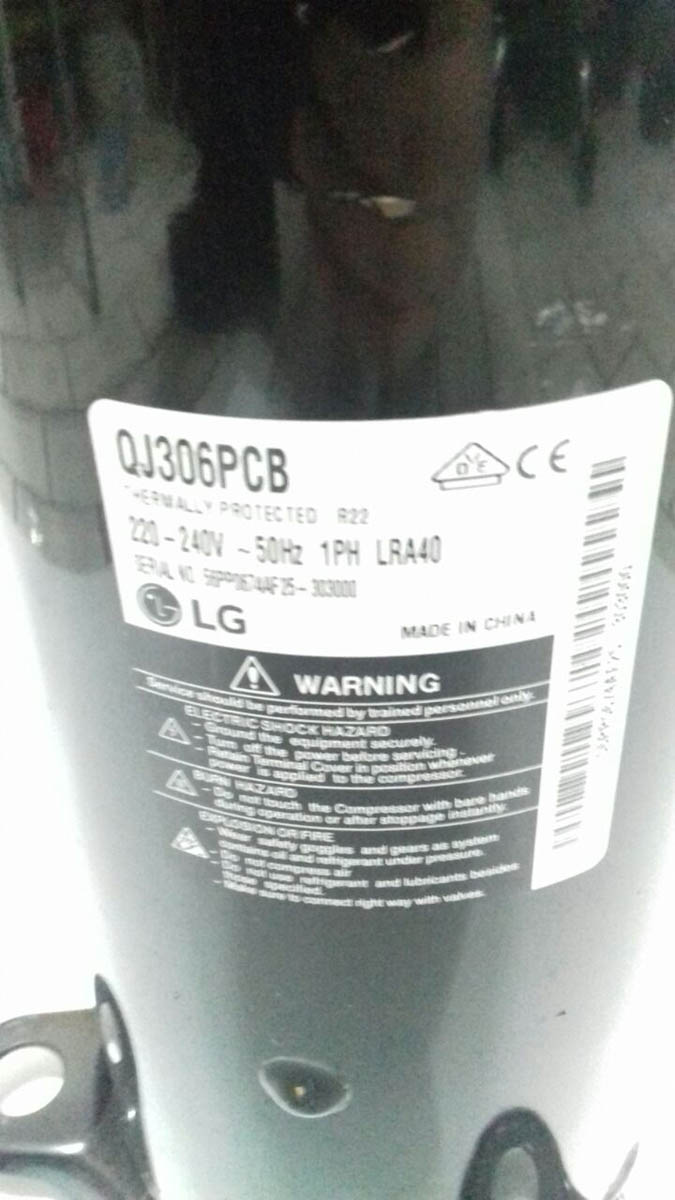 QJ306PCB
DVE CE
THERMALLY PROTECTED R22
220-240V ~50Hz 1PH LRA40
SERIAL NO.
LG
MADE IN CHINA
WARNING
Service should be performed by trained personnel only.
ELECTRIC SHOCK HAZARD
- Ground the equipment securely.
- Turn off the power before servicing.
- Retain Terminal Cover in position whenever
power is applied to the compressor.
BURN HAZARD
- Do not touch the Compressor with bare hands
during operation or after stoppage instantly.
EXPLOSION OR FIRE
- Wear safety goggles and gears as system
contains oil and refrigerant under pressure.
- Do not compress air
- Do not use refrigerant and lubricants besides
those specified.
- Make sure to connect right way with valves.